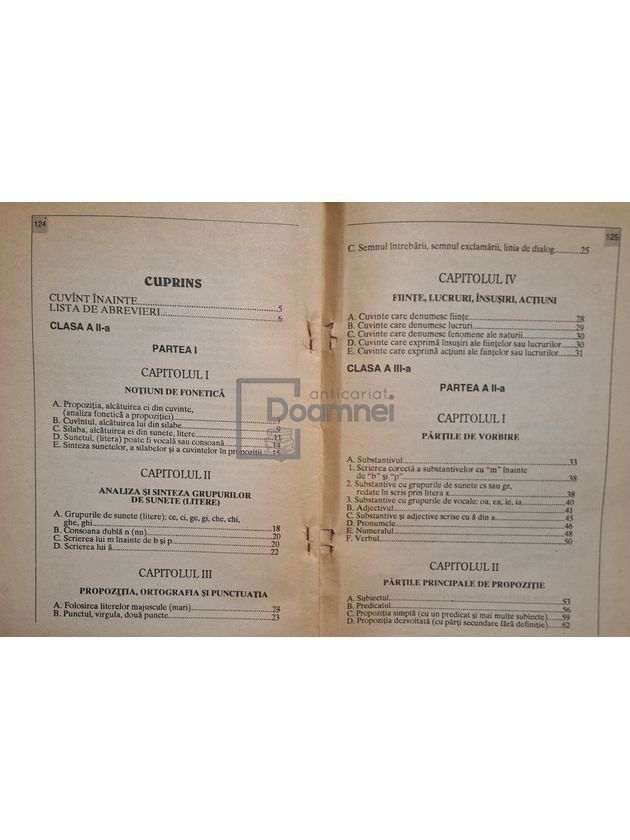 124
CUPRINS
CUVÎNT ÎNAINTE 5
LISTA DE ABREVIERI 6
CLASA A II-a
PARTEA I
CAPITOLUL I
NOȚIUNI DE FONETICĂ
A. Propoziția, alcătuirea ei din cuvinte,
(analiza fonetică a propoziției) 7
B. Cuvîntul, alcătuirea lui din silabe
C. Silaba, alcătuirea ei din sunete, litere 9
D. Sunetul, (litera) poate fi vocală sau consoană 11
E. Sinteza sunetelor, a silabelor și a cuvintelor în propoziții 15
CAPITOLUL II
ANALIZA ȘI SINTEZA GRUPURILOR
DE SUNETE (LITERE)
A. Grupurile de sunete (litere); ce, ci, ge, gi, che, chi,
ghe, ghi 18
B. Consoana dublă n (nn) 20
C. Scrierea lui m înainte de b și p 20
D. Scrierea lui â 22
CAPITOLUL III
PROPOZIȚIA, ORTOGRAFIA ȘI PUNCTUAȚIA
A. Folosirea literelor majuscule (mari)
B. Punctul, virgula, două puncte 23
125
C. Semnul întrebării, semnul exclamării, linia de dialog 25
CAPITOLUL IV
FIINȚE, LUCRURI, ÎNSUȘIRI, ACȚIUNI
A. Cuvinte care denumesc ființe 28
B. Cuvinte care denumesc lucruri 29
C. Cuvinte care denumesc fenomene ale naturii 30
D. Cuvinte care exprimă însușiri ale ființelor sau lucrurilor 30
E. Cuvinte care exprimă acțiuni ale ființelor sau lucrurilor 31
CLASA A III-a
PARTEA A II-a
CAPITOLUL I
PĂRȚILE DE VORBIRE
A. Substantivul 33
1. Scrierea corectă a substantivelor cu "m" înainte
de "b" și "p" 38
2. Substantive cu grupurile de sunete cs sau gz,
redate în scris prin litera x 38
3. Substantive cu grupurile de vocale: oa, ea, ie, ia 40
B. Adjectivul 41
C. Substantive și adjective scrise cu â din a 45
D. Pronumele 46
E. Numeralul 48
F. Verbul 50
CAPITOLUL II
PĂRȚILE PRINCIPALE DE PROPOZIȚIE
A. Subiectul 53
B. Predicatul 56
C. Propoziția simplă (cu un predicat și mai multe subiecte) 59
D. Propoziția dezvoltată (cu părți secundare fără definiție) 62
anticariat
Doamnei